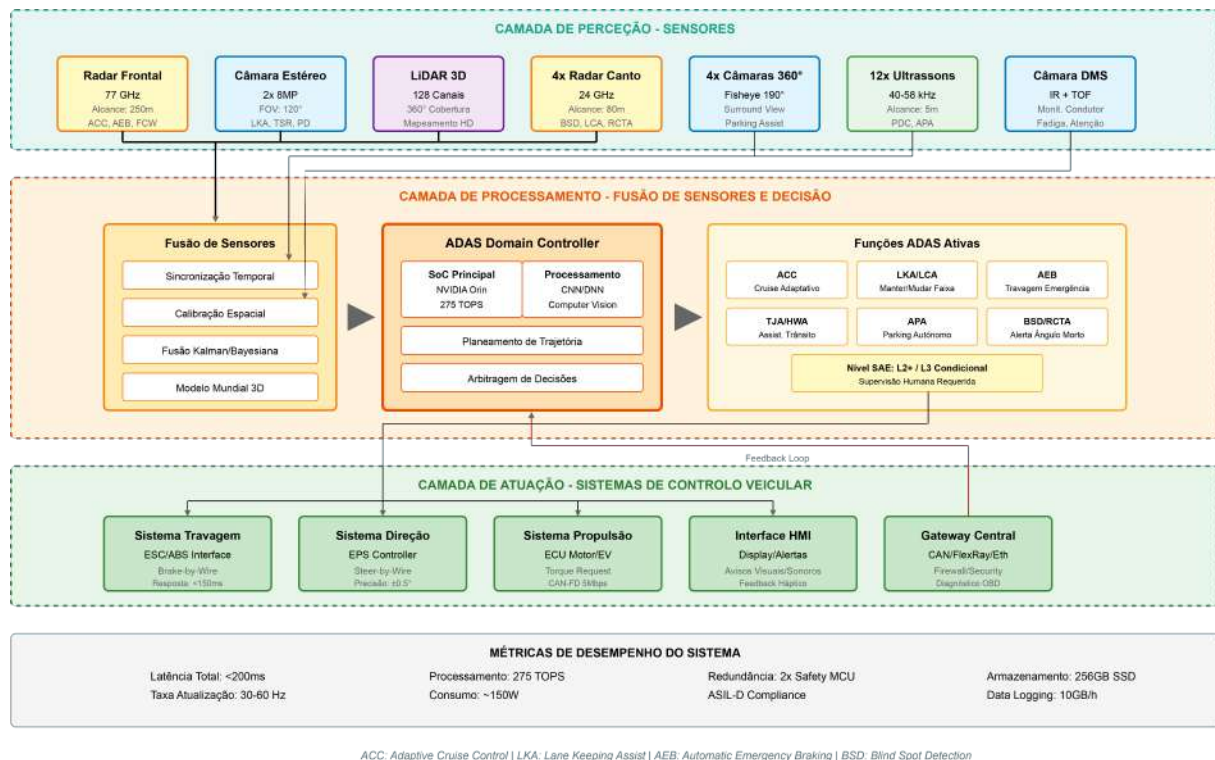 CAMADA DE PERCEÇÃO - SENSORES
Radar Frontal
77 GHz
Alcance: 250m
ACC, AEB, FCW
Câmara Estéreo
2x 8MP
FOV: 120°
LKA, TSR, PD
LiDAR 3D
128 Canais
360° Cobertura
Mapeamento HD
4x Radar Canto
24 GHz
Alcance: 80m
BSD, LCA, RCTA
4x Câmaras 360°
Fisheye 190°
Surround View
Parking Assist
12x Ultrassons
40-58 kHz
Alcance: 5m
PDC, APA
Câmara DMS
IR + TOF
Monit. Condutor
Fadiga, Atenção
CAMADA DE PROCESSAMENTO - FUSÃO DE SENSORES E DECISÃO
Fusão de Sensores
Sincronização Temporal
Calibração Espacial
Fusão Kalman/Bayesiana
Modelo Mundial 3D
ADAS Domain Controller
SoC Principal
NVIDIA Orin
275 TOPS
Processamento
CNN/DNN
Computer Vision
Planeamento de Trajetória
Arbitragem de Decisões
Funções ADAS Ativas
ACC
Cruise Adaptativo
LKA/LCA
Manter/Mudar Faixa
AEB
Travagem Emergência
TJA/HWA
Assist. Trânsito
APA
Parking Autónomo
BSD/RCTA
Alerta Ângulo Morto
Nível SAE: L2+ / L3 Condicional
Supervisão Humana Requerida
Feedback Loop
CAMADA DE ATUAÇÃO - SISTEMAS DE CONTROLO VEICULAR
Sistema Travagem
ESC/ABS Interface
Brake-by-Wire
Resposta: <150ms
Sistema Direção
EPS Controller
Steer-by-Wire
Precisão: ±0.5°
Sistema Propulsão
ECU Motor/EV
Torque Request
CAN-FD 5Mbps
Interface HMI
Display/Alertas
Avisos Visuais/Sonoros
Feedback Háptico
Gateway Central
CAN/FlexRay/Eth
Firewall/Security
Diagnóstico OBD
MÉTRICAS DE DESEMPENHO DO SISTEMA
Latência Total: <200ms
Processamento: 275 TOPS
Redundância: 2x Safety MCU
Armazenamento: 256GB SSD
Taxa Atualização: 30-60 Hz
Consumo: ~150W
ASIL-D Compliance
Data Logging: 10GB/h
ACC: Adaptive Cruise Control | LKA: Lane Keeping Assist | AEB: Automatic Emergency Braking | BSD: Blind Spot Detection